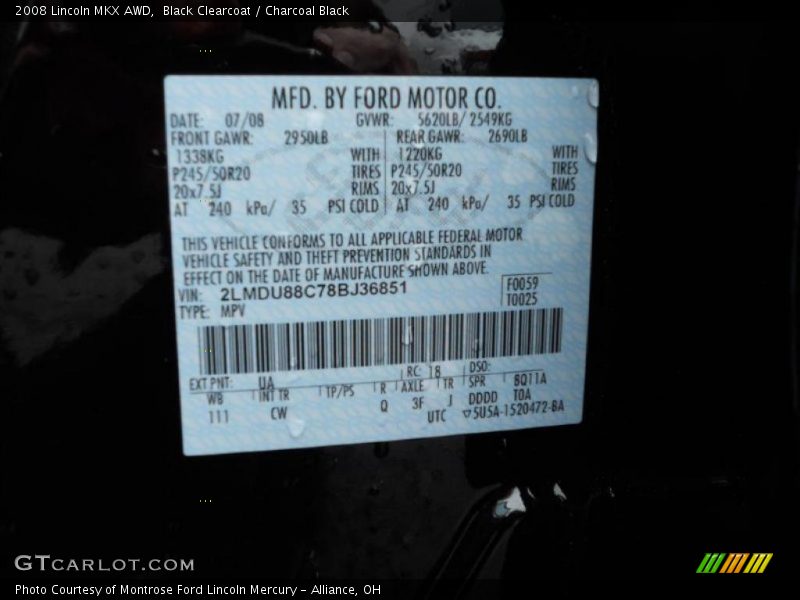 2008 Lincoln MKX AWD,  Black Clearcoat / Charcoal Black
MFD. BY FORD MOTOR CO.
DATE: 07/08 GVWR: 5620LB/ 2549KG
FRONT GAWR: 2950LB REAR GAWR: 2690LB
1338KG WITH 1220KG WITH
P245/50R20 TIRES P245/50R20 TIRES
20x7.5J RIMS 20x7.5J RIMS
AT 240 kPa/ 35 PSI COLD AT 240 kPa/ 35 PSI COLD
THIS VEHICLE CONFORMS TO ALL APPLICABLE FEDERAL MOTOR
VEHICLE SAFETY AND THEFT PREVENTION STANDARDS IN
EFFECT ON THE DATE OF MANUFACTURE SHOWN ABOVE.
VIN: 2LMDU88C78BJ36851 F0059
TYPE: MPV T0025
EXT PNT: UA RC: 18 DSO:
WB INT TR TP/PS R AXLE TR SPR BQ11A
111 CW Q 3F J DDDD TOA
UTC ▽5U5A-1520472-BA
GTCARLOT.COM
Photo Courtesy of Montrose Ford Lincoln Mercury - Alliance, OH